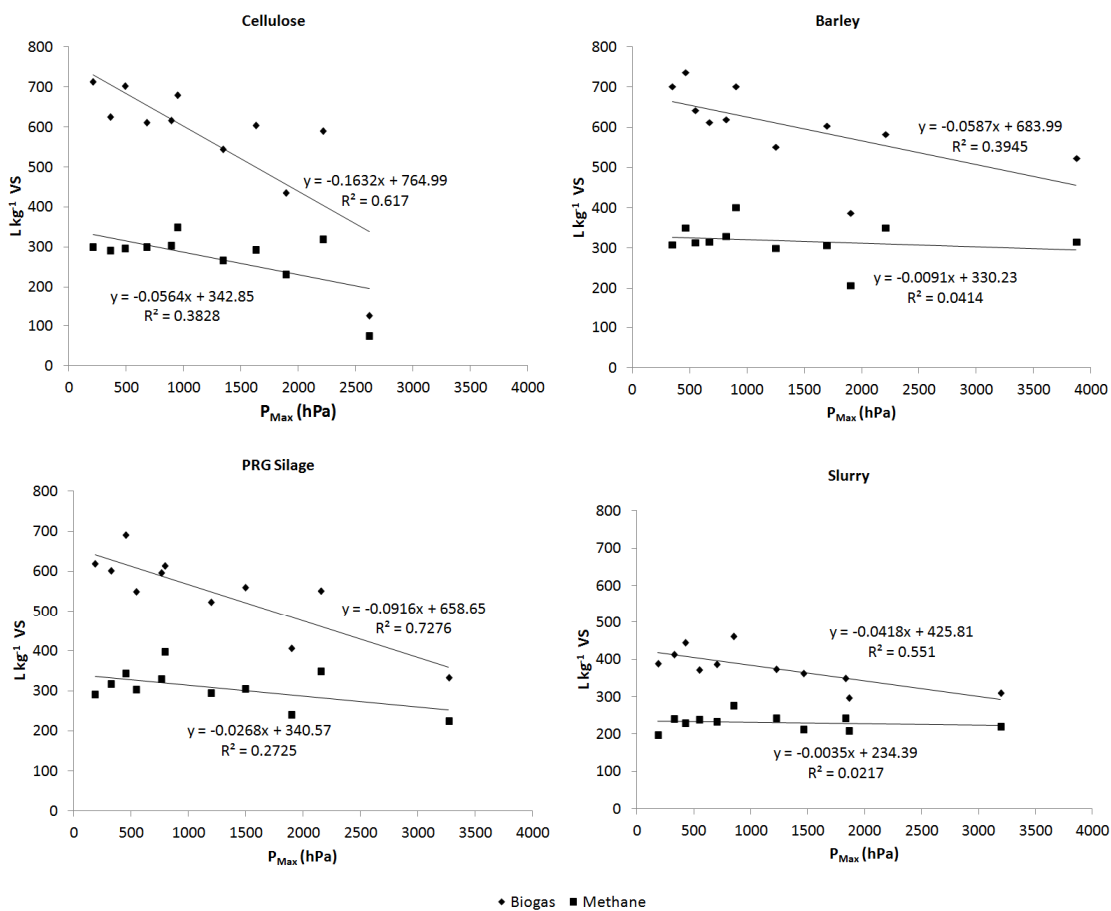 Cellulose
800
700
600
500
400
300
200
100
0
L kg⁻¹ VS
y = -0.1632x + 764.99
R² = 0.617
y = -0.0564x + 342.85
R² = 0.3828
0 500 1000 1500 2000 2500 3000 3500 4000
P_Max (hPa)
Barley
800
700
600
500
400
300
200
100
0
L kg⁻¹ VS
y = -0.0587x + 683.99
R² = 0.3945
y = -0.0091x + 330.23
R² = 0.0414
0 500 1000 1500 2000 2500 3000 3500 4000
P_Max (hPa)
PRG Silage
800
700
600
500
400
300
200
100
0
L kg⁻¹ VS
y = -0.0916x + 658.65
R² = 0.7276
y = -0.0268x + 340.57
R² = 0.2725
0 500 1000 1500 2000 2500 3000 3500 4000
P_Max (hPa)
Slurry
800
700
600
500
400
300
200
100
0
L kg⁻¹ VS
y = -0.0418x + 425.81
R² = 0.551
y = -0.0035x + 234.39
R² = 0.0217
0 500 1000 1500 2000 2500 3000 3500 4000
P_Max (hPa)
Biogas Methane